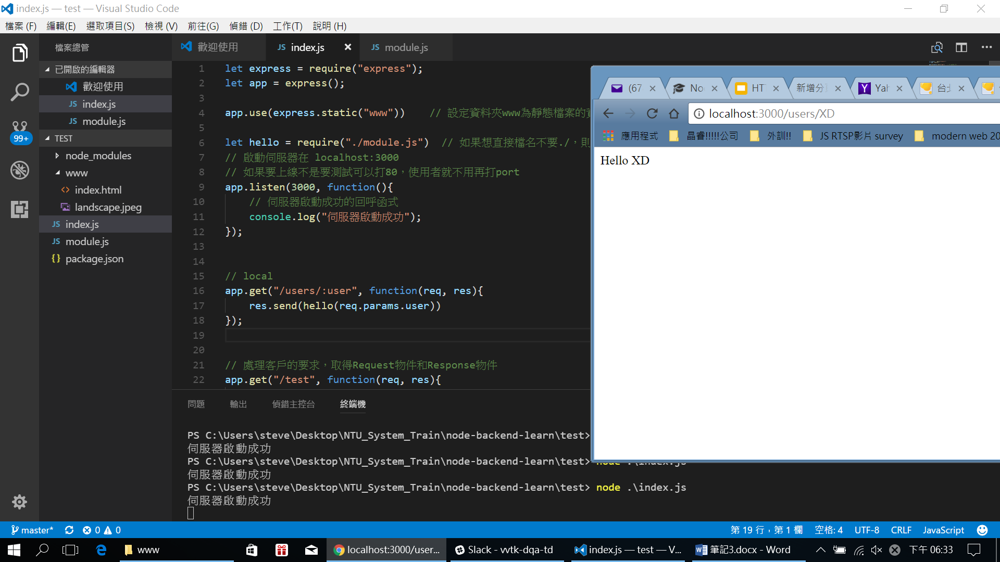 index.js — test — Visual Studio Code
檔案 (F) 編輯(E) 選取項目(S) 檢視 (V) 前往(G) 偵錯 (D) 工作(T) 說明 (H)
檔案總管
已開啟的編輯器
歡迎使用
JS index.js
JS module.js
TEST
node_modules
www
index.html
landscape.jpeg
JS index.js
JS module.js
{} package.json
99+
歡迎使用 JS index.js JS module.js
1 let express = require("express");
2 let app = express();
3
4 app.use(express.static("www")) // 設定資料夾www為靜態檔案的
5
6 let hello = require("./module.js") // 如果想直接檔名不要./，則
7 // 啟動伺服器在 localhost:3000
8 // 如果要上線不是要測試可以打80，使用者就不用再打port
9 app.listen(3000, function(){
10 // 伺服器啟動成功的回呼函式
11 console.log("伺服器啟動成功");
12 });
13
14
15 // local
16 app.get("/users/:user", function(req, res){
17 res.send(hello(req.params.user))
18 });
19
20
21 // 處理客戶的要求，取得Request物件和Response物件
22 app.get("/test", function(req, res){
問題 輸出 偵錯主控台 終端機
PS C:\Users\steve\Desktop\NTU_System_Train\node-backend-learn\test>
伺服器啟動成功
PS C:\Users\steve\Desktop\NTU_System_Train\node-backend-learn\test> node .\index.js
伺服器啟動成功
PS C:\Users\steve\Desktop\NTU_System_Train\node-backend-learn\test> node .\index.js
伺服器啟動成功
(67 No HT 新增分 Yah 台北
localhost:3000/users/XD
應用程式 晶睿!!!!!公司 外訓!! JS RTSP影片 survey modern web 20
Hello XD
master* 0 0 第 19 行，第 1 欄 空格: 4 UTF-8 CRLF JavaScript
www localhost:3000/user... Slack - vvtk-dqa-td index.js — test — V... 筆記3.docx - Word 下午 06:33